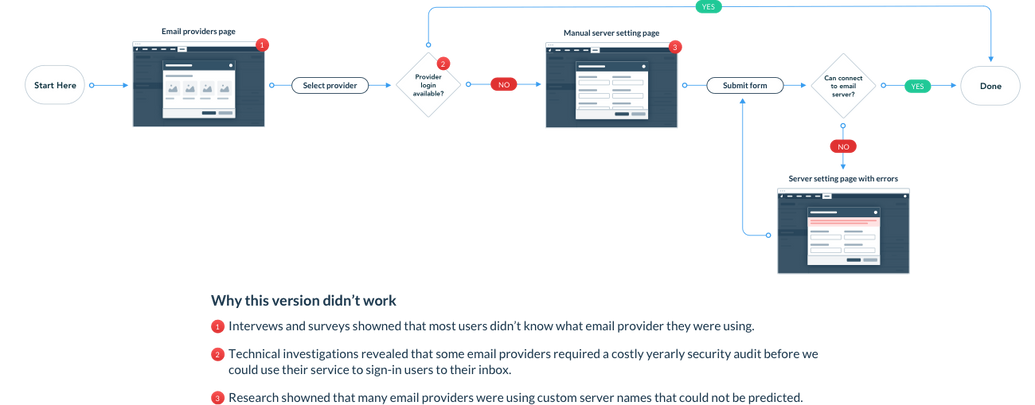 YES
Email providers page
1
Manual server setting page
3
Start Here
Select provider
2
Provider
login
available?
NO
Submit form
Can connect
to email
server?
YES
Done
NO
Server setting page with errors
Why this version didn't work
1 Intervews and surveys showned that most users didn't know what email provider they were using.
2 Technical investigations revealed that some email providers required a costly yerarly security audit before we
could use their service to sign-in users to their inbox.
3 Research showned that many email providers were using custom server names that could not be predicted.